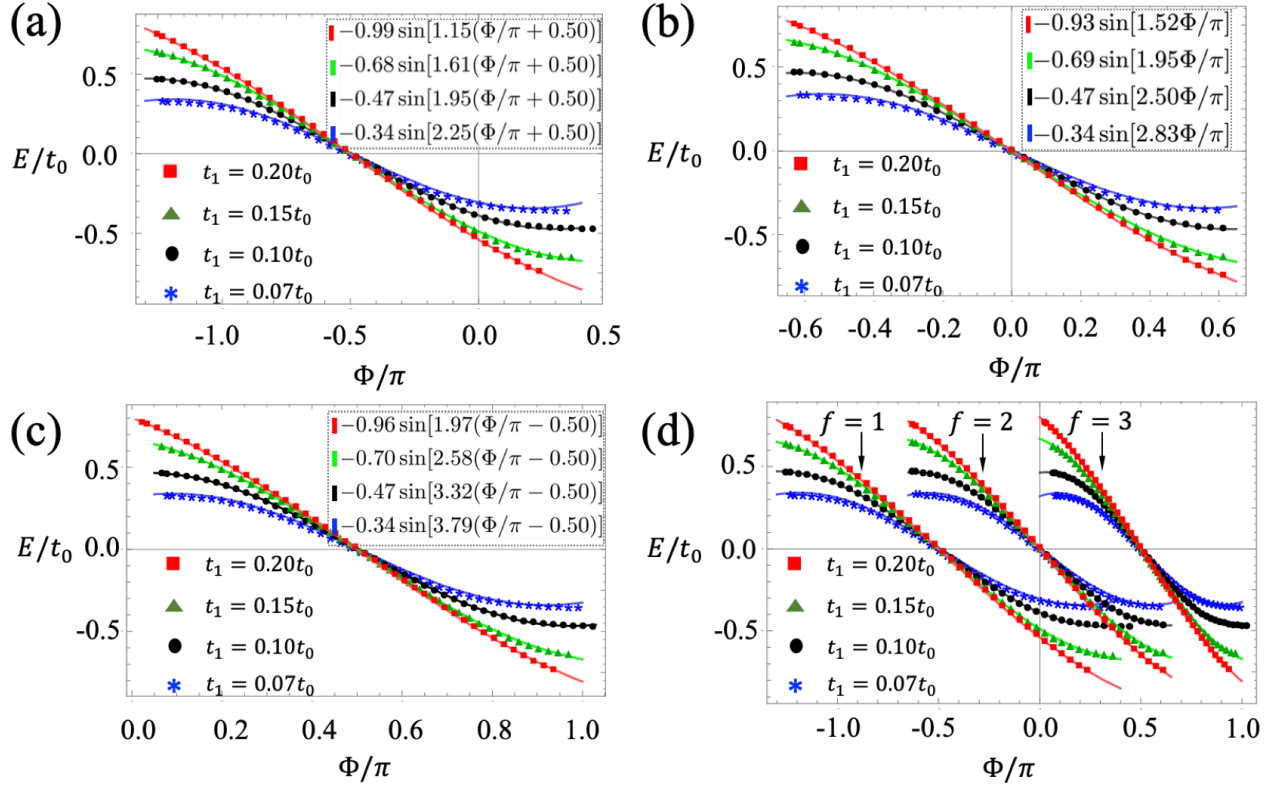 (a)
−0.99 sin[1.15(Φ/π + 0.50)]
−0.68 sin[1.61(Φ/π + 0.50)]
−0.47 sin[1.95(Φ/π + 0.50)]
−0.34 sin[2.25(Φ/π + 0.50)]
0.5
0.0
-0.5
E/t₀
t₁ = 0.20t₀
t₁ = 0.15t₀
t₁ = 0.10t₀
t₁ = 0.07t₀
-1.0 -0.5 0.0 0.5
Φ/π
(b)
−0.93 sin[1.52Φ/π]
−0.69 sin[1.95Φ/π]
−0.47 sin[2.50Φ/π]
−0.34 sin[2.83Φ/π]
0.5
0.0
-0.5
E/t₀
t₁ = 0.20t₀
t₁ = 0.15t₀
t₁ = 0.10t₀
t₁ = 0.07t₀
-0.6 -0.4 -0.2 0.0 0.2 0.4 0.6
Φ/π
(c)
−0.96 sin[1.97(Φ/π − 0.50)]
−0.70 sin[2.58(Φ/π − 0.50)]
−0.47 sin[3.32(Φ/π − 0.50)]
−0.34 sin[3.79(Φ/π − 0.50)]
0.5
0.0
-0.5
E/t₀
t₁ = 0.20t₀
t₁ = 0.15t₀
t₁ = 0.10t₀
t₁ = 0.07t₀
0.0 0.2 0.4 0.6 0.8 1.0
Φ/π
(d)
f = 1 f = 2 f = 3
0.5
0.0
-0.5
E/t₀
t₁ = 0.20t₀
t₁ = 0.15t₀
t₁ = 0.10t₀
t₁ = 0.07t₀
-1.0 -0.5 0.0 0.5 1.0
Φ/π